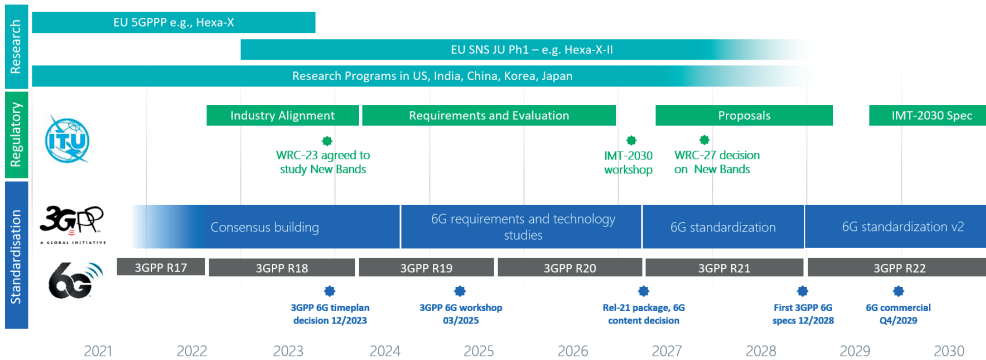 Research
EU 5GPPP e.g., Hexa-X
EU SNS JU Ph1 – e.g. Hexa-X-II
Research Programs in US, India, China, Korea, Japan
Regulatory
ITU
Industry Alignment
Requirements and Evaluation
Proposals
IMT-2030 Spec
WRC-23 agreed to
study New Bands
IMT-2030
workshop
WRC-27 decision
on New Bands
Standardisation
3GPP
A GLOBAL INITIATIVE
Consensus building
6G requirements and technology
studies
6G standardization
6G standardization v2
6G
3GPP R17
3GPP R18
3GPP R19
3GPP R20
3GPP R21
3GPP R22
3GPP 6G timeplan
decision 12/2023
3GPP 6G workshop
03/2025
Rel-21 package, 6G
content decision
First 3GPP 6G
specs 12/2028
6G commercial
Q4/2029
2021
2022
2023
2024
2025
2026
2027
2028
2029
2030